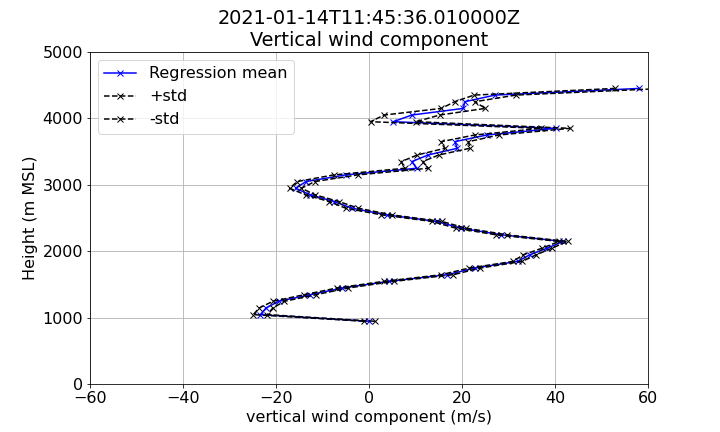 2021-01-14T11:45:36.010000Z
Vertical wind component
Regression mean
+std
-std
Height (m MSL)
5000
4000
3000
2000
1000
0
−60 −40 −20 0 20 40 60
vertical wind component (m/s)